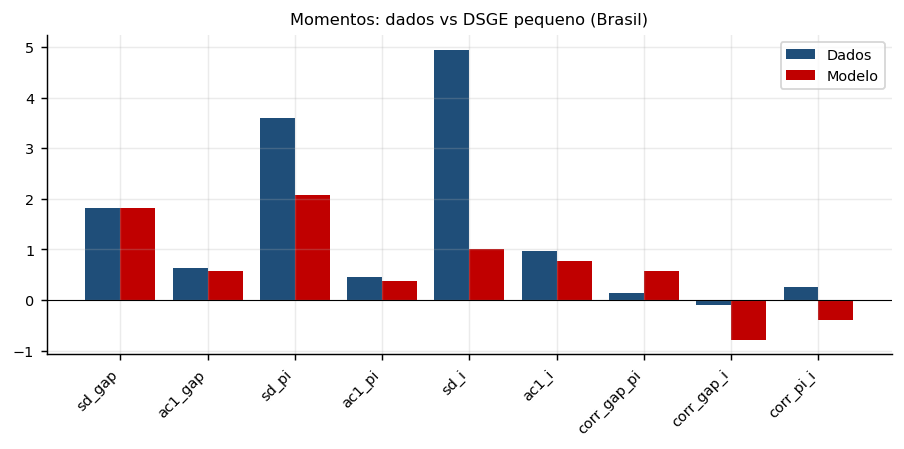 Momentos: dados vs DSGE pequeno (Brasil)
Dados
Modelo
5
4
3
2
1
0
−1
sd_gap
ac1_gap
sd_pi
ac1_pi
sd_i
ac1_i
corr_gap_pi
corr_gap_i
corr_pi_i